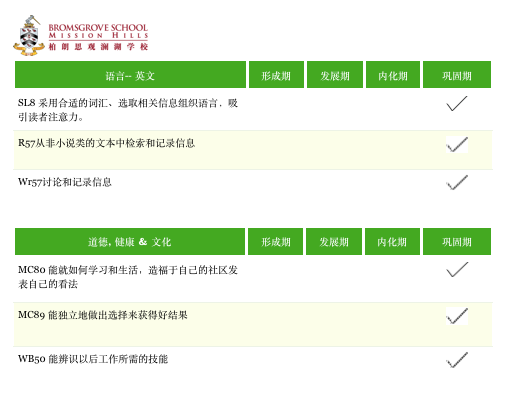 BROMSGROVE SCHOOL
MISSION HILLS
柏朗思观澜湖学校
语言-- 英文 形成期 发展期 内化期 巩固期
SL8 采用合适的词汇、选取相关信息组织语言，吸
引读者注意力。
R57从非小说类的文本中检索和记录信息
Wr57讨论和记录信息
道德, 健康 & 文化 形成期 发展期 内化期 巩固期
MC80 能就如何学习和生活，造福于自己的社区发
表自己的看法
MC89 能独立地做出选择来获得好结果
WB50 能辨识以后工作所需的技能